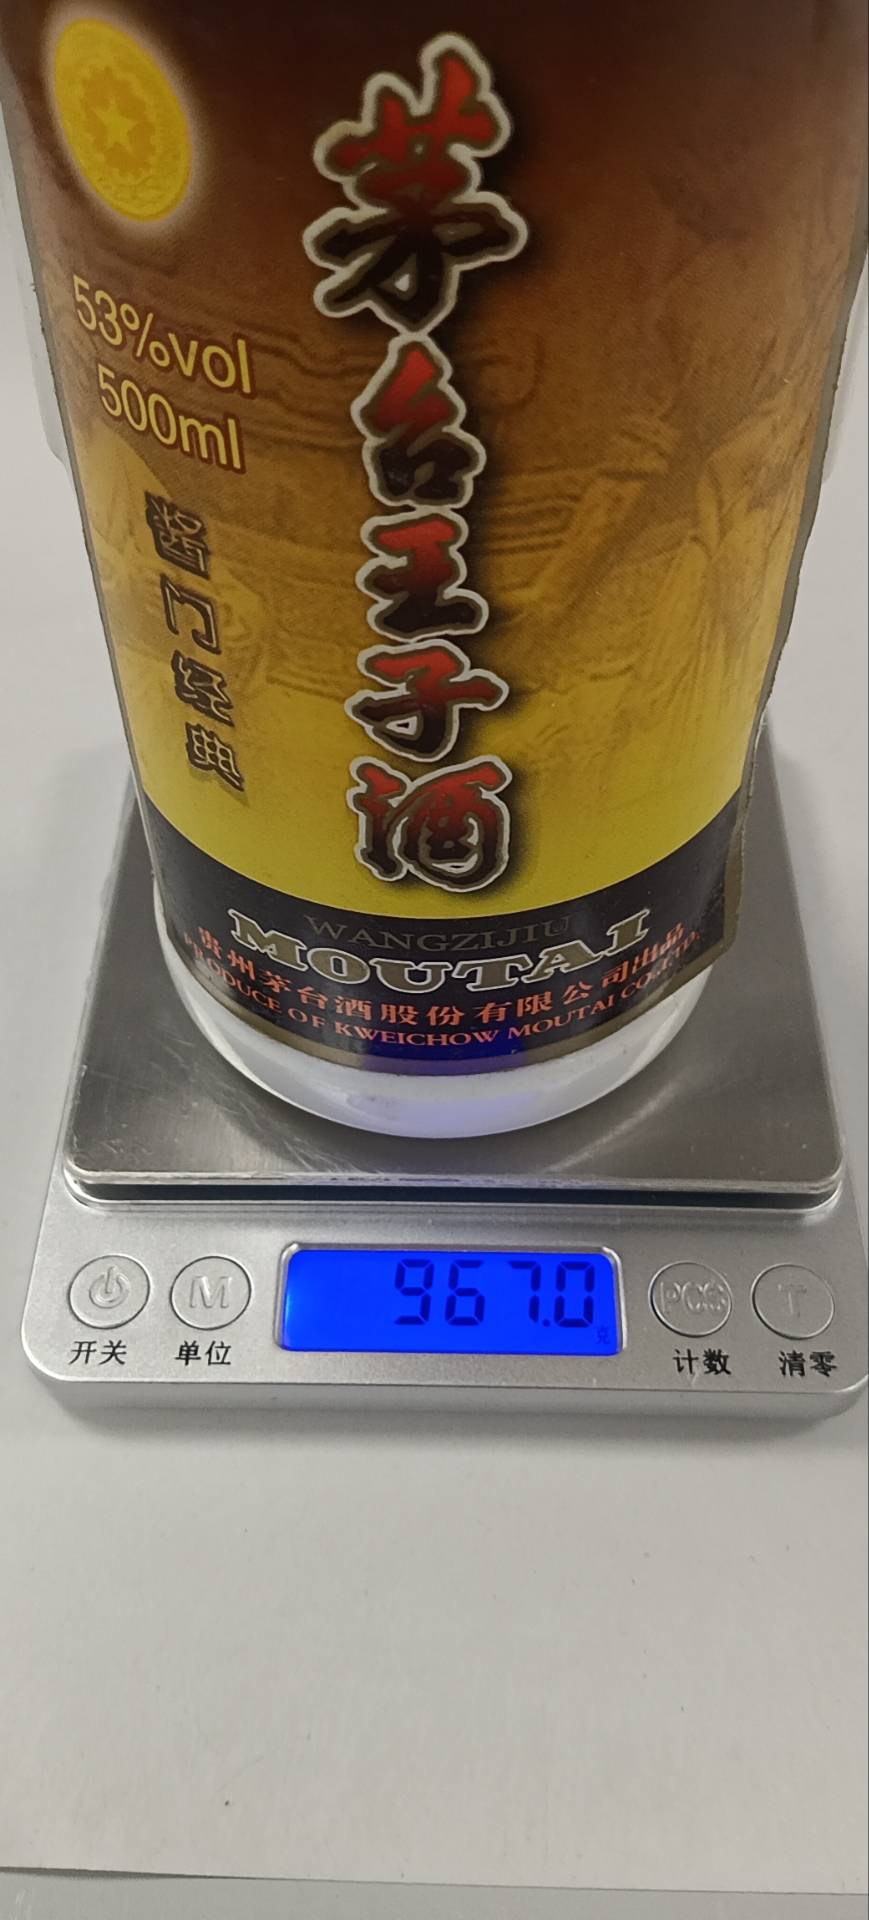 茅台王子酒
53%vol
500ml
酱门经典
WANGZIJIU
MOUTAI
贵州茅台酒股份有限公司出品
PRODUCE OF KWEICHOW MOUTAI CO.,LTD.
967.0
克
M
PCS
T
开关
单位
计数
清零